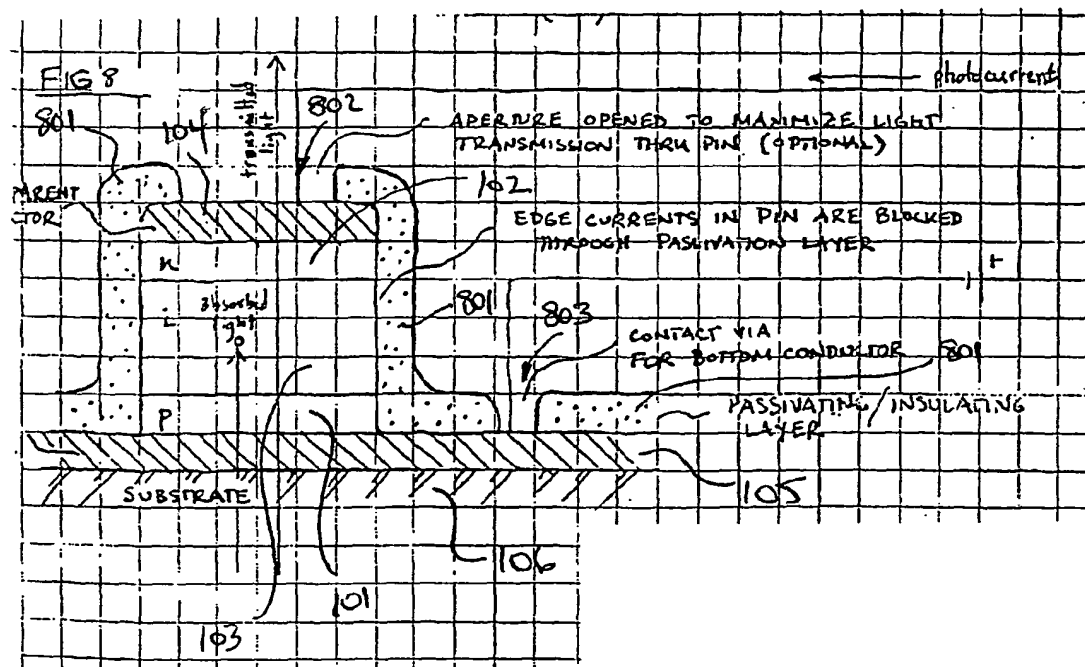 FIG 8
photocurrent
801
104
transmitted
light
802
APERTURE OPENED TO MAXIMIZE LIGHT
TRANSMISSION THRU PIN (OPTIONAL)
PARENT
CTOR
102
EDGE CURRENTS IN PIN ARE BLOCKED
THROUGH PASSIVATION LAYER
n
+
i
absorbed
light
801
803
CONTACT VIA
FOR BOTTOM CONDUCTOR
801
P
PASSIVATING/INSULATING
LAYER
SUBSTRATE
105
106
101
103